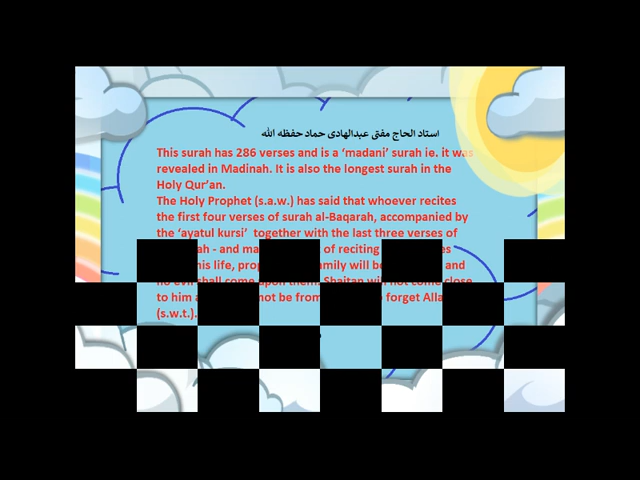 استاد الحاج مفتی عبدالهادی حماد حفظه الله
This surah has 286 verses and is a ‘madani’ surah ie. it was
revealed in Madinah. It is also the longest surah in the
Holy Qur’an.
The Holy Prophet (s.a.w.) has said that whoever recites
the first four verses of surah al-Baqarah, accompanied by
the ‘ayatul kursi’ together with the last three verses of
- and of reciting
his life, family will be and
no evil shall come upon them. Shaitan will not come close
to him not be from forget
(s.w.t.).